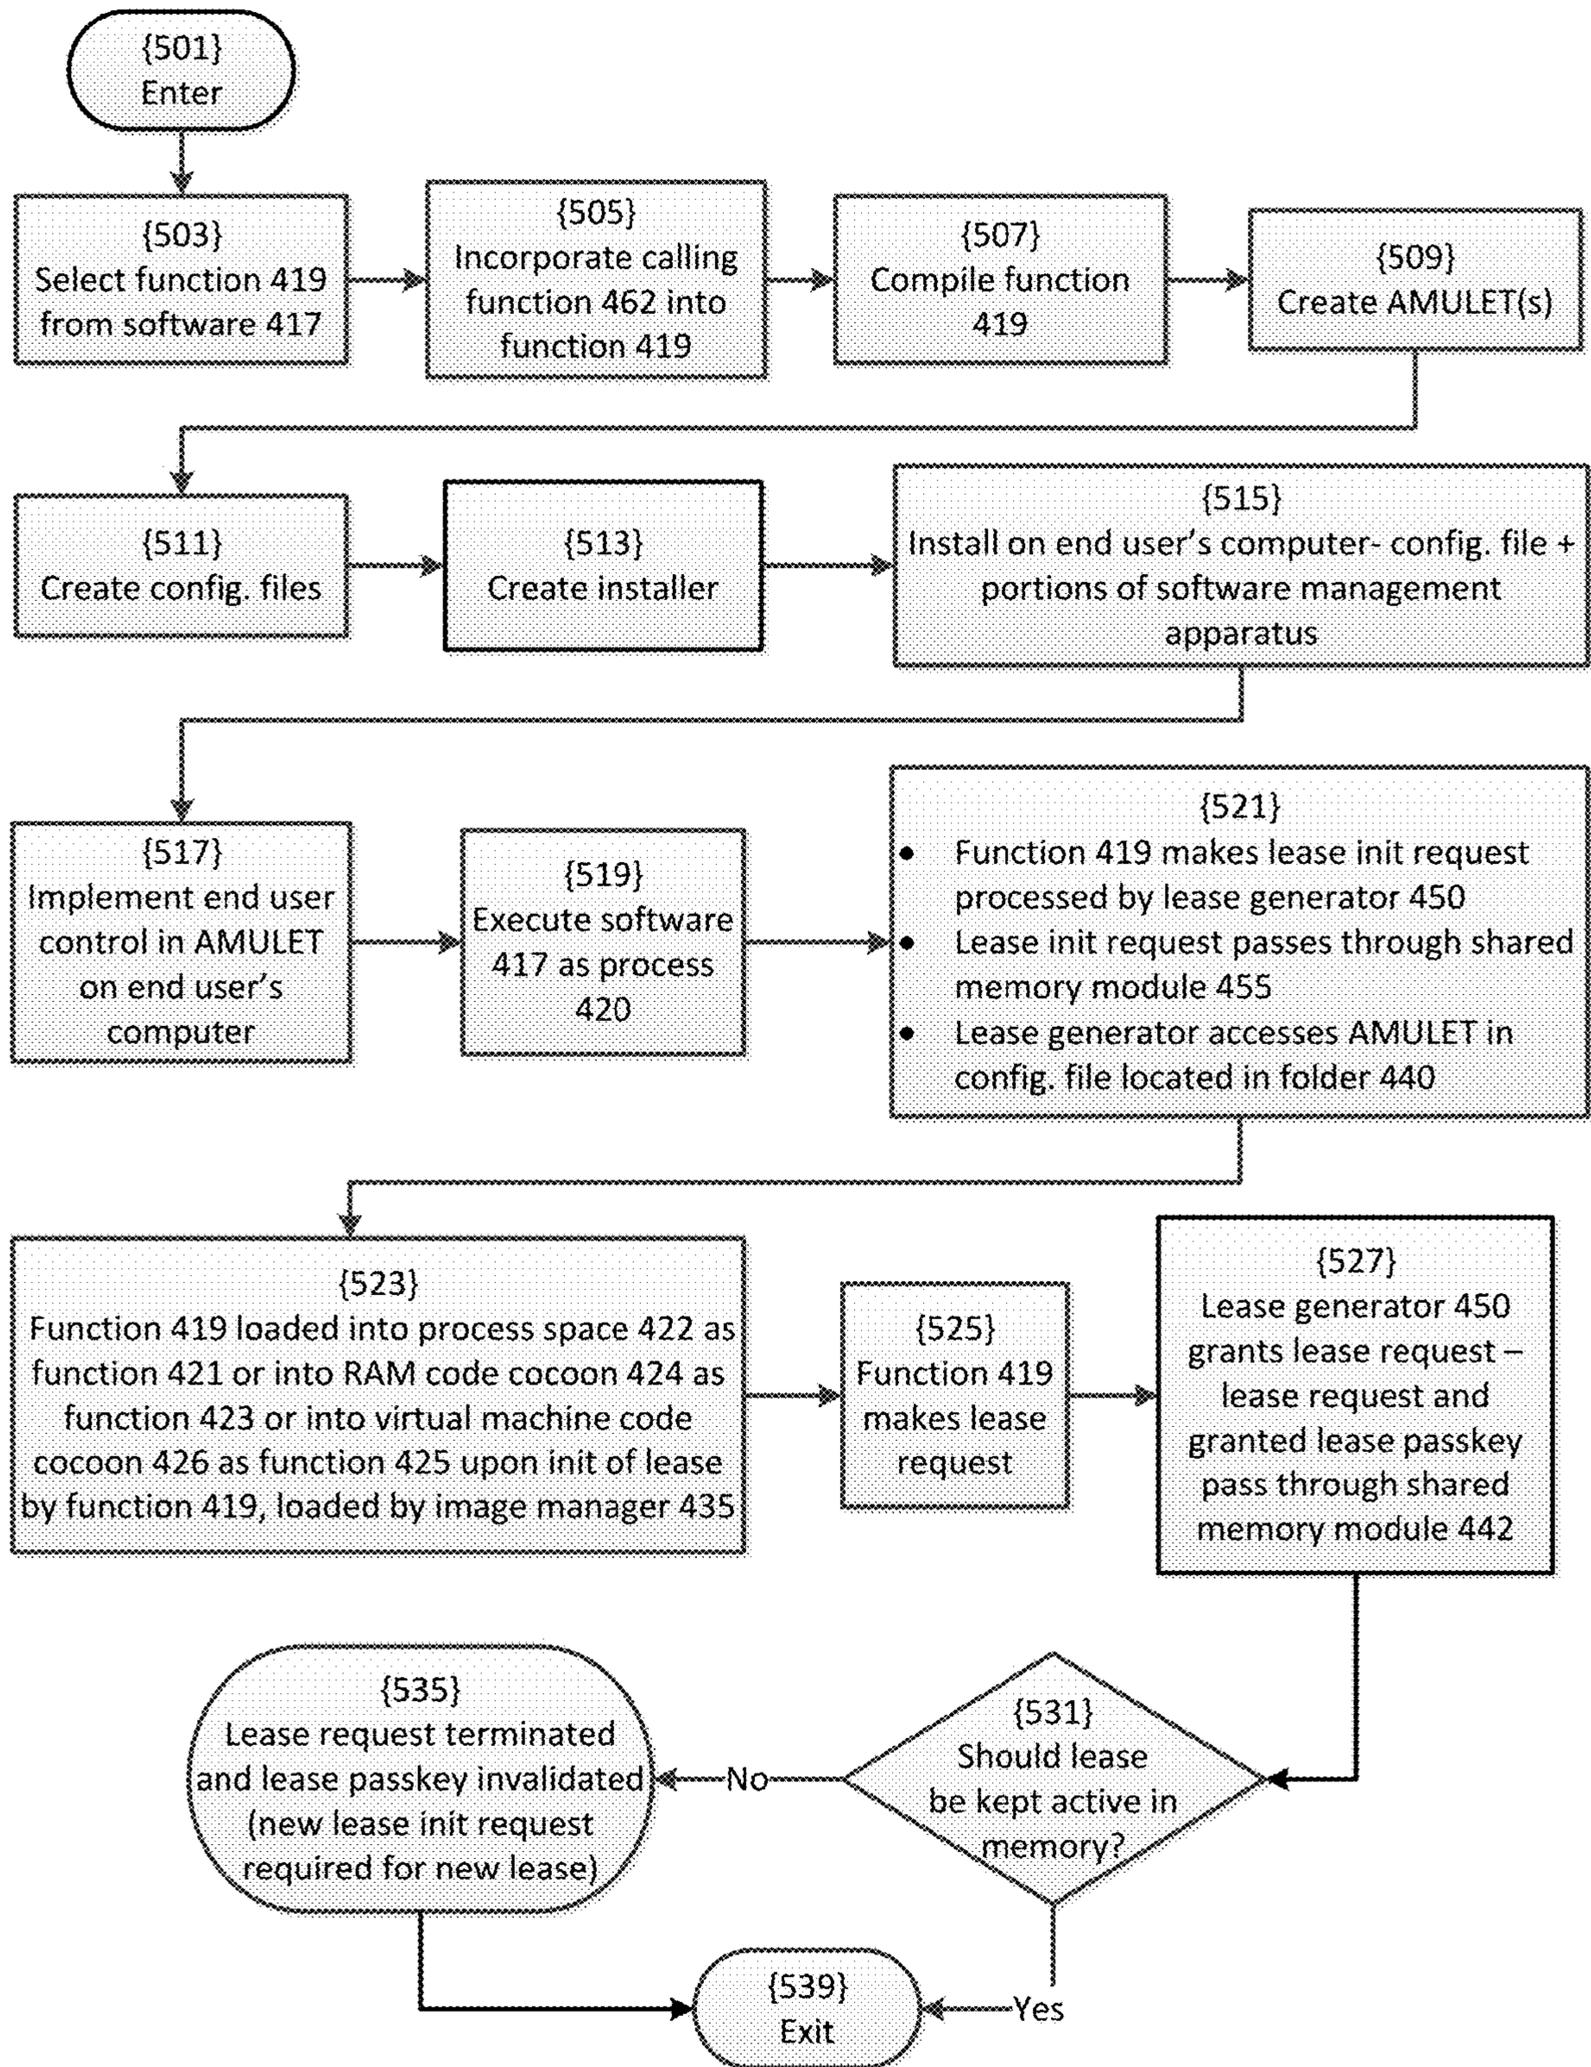 {501}
Enter
{503}
Select function 419
from software 417
{505}
Incorporate calling
function 462 into
function 419
{507}
Compile function
419
{509}
Create AMULET(s)
{511}
Create config. files
{513}
Create installer
{515}
Install on end user's computer- config. file +
portions of software management
apparatus
{517}
Implement end user
control in AMULET
on end user's
computer
{519}
Execute software
417 as process
420
{521}
• Function 419 makes lease init request
processed by lease generator 450
• Lease init request passes through shared
memory module 455
• Lease generator accesses AMULET in
config. file located in folder 440
{523}
Function 419 loaded into process space 422 as
function 421 or into RAM code cocoon 424 as
function 423 or into virtual machine code
cocoon 426 as function 425 upon init of lease
by function 419, loaded by image manager 435
{525}
Function 419
makes lease
request
{527}
Lease generator 450
grants lease request –
lease request and
granted lease passkey
pass through shared
memory module 442
{531}
Should lease
be kept active in
memory?
No
{535}
Lease request terminated
and lease passkey invalidated
(new lease init request
required for new lease)
Yes
{539}
Exit